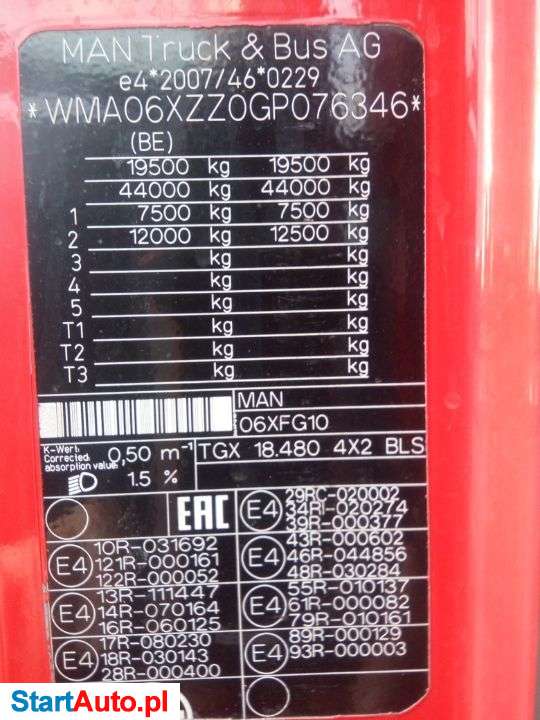 MAN Truck & Bus AG
e4*2007/46*0229
*WMA06XZZ0GP076346*
(BE)
19500 kg 19500 kg
44000 kg 44000 kg
1 7500 kg 7500 kg
2 12000 kg 12500 kg
3 kg kg
4 kg kg
5 kg kg
T1 kg kg
T2 kg kg
T3 kg kg
MAN
06XFG10
K-Wert
Corrected
absorption value 0,50 m-1
1.5 %
TGX 18.480 4X2 BLS
EAC
E4 29RC-020002
34RI-020274
39R-000377
E4 10R-031692
121R-000161
122R-000052
E4 43R-000602
46R-044856
48R-030284
E4 13R-111447
14R-070164
16R-060125
E4 55R-010137
61R-000082
79R-010161
E4 17R-080230
18R-030143
28R-000400
E4 89R-000129
93R-000003
StartAuto.pl